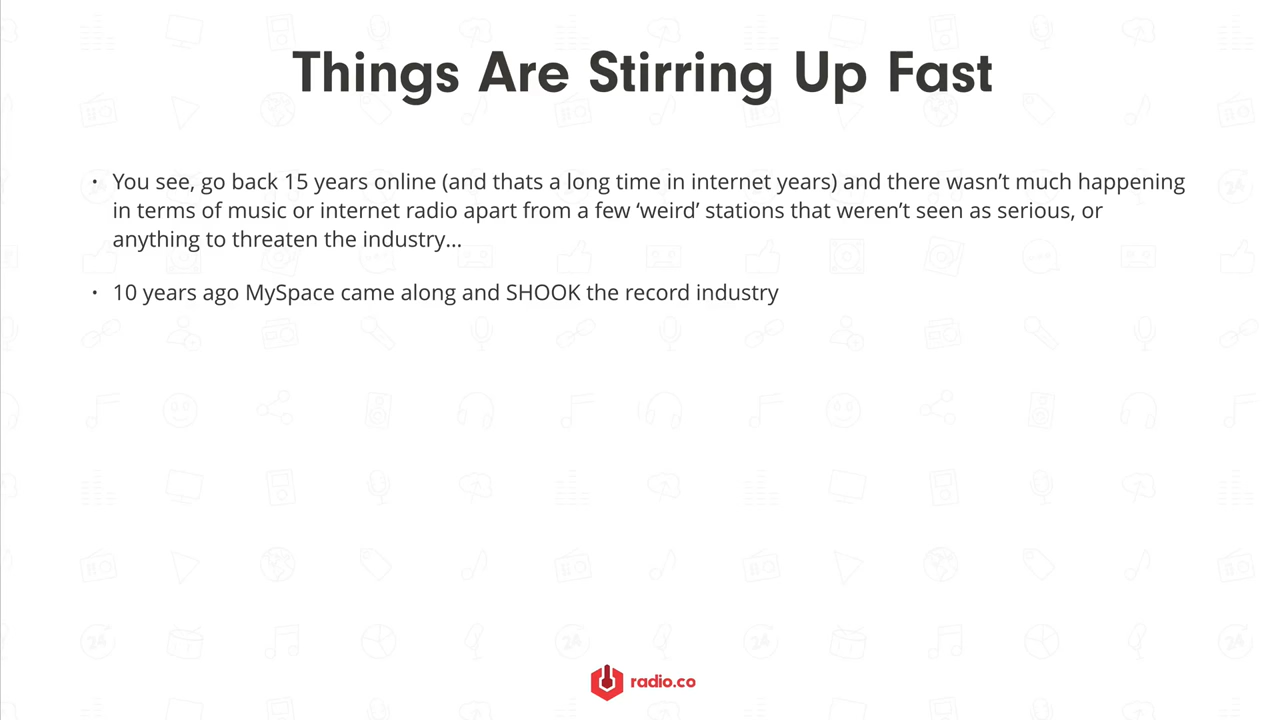 Things Are Stirring Up Fast
• You see, go back 15 years online (and thats a long time in internet years) and there wasn’t much happening
in terms of music or internet radio apart from a few ‘weird’ stations that weren’t seen as serious, or
anything to threaten the industry…
• 10 years ago MySpace came along and SHOOK the record industry
radio.co